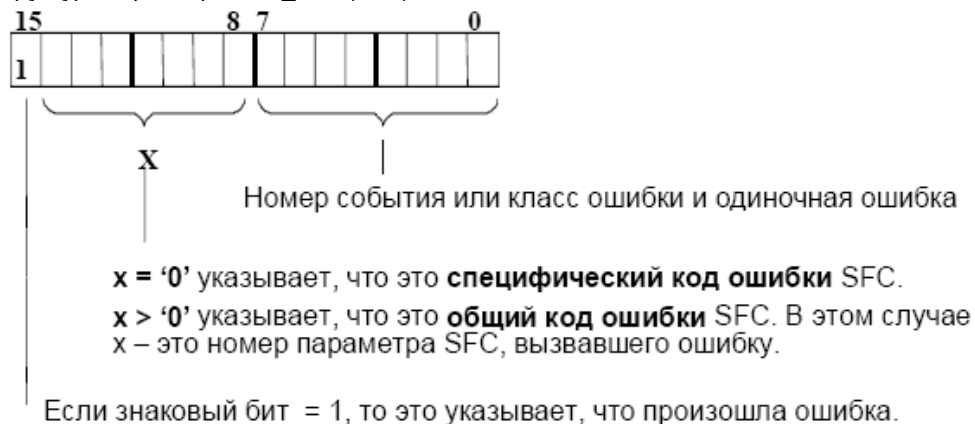 15 8 7 0
1
X
Номер события или класс ошибки и одиночная ошибка
x = ‘0’ указывает, что это специфический код ошибки SFC.
x > ‘0’ указывает, что это общий код ошибки SFC. В этом случае
x – это номер параметра SFC, вызвавшего ошибку.
Если знаковый бит = 1, то это указывает, что произошла ошибка.